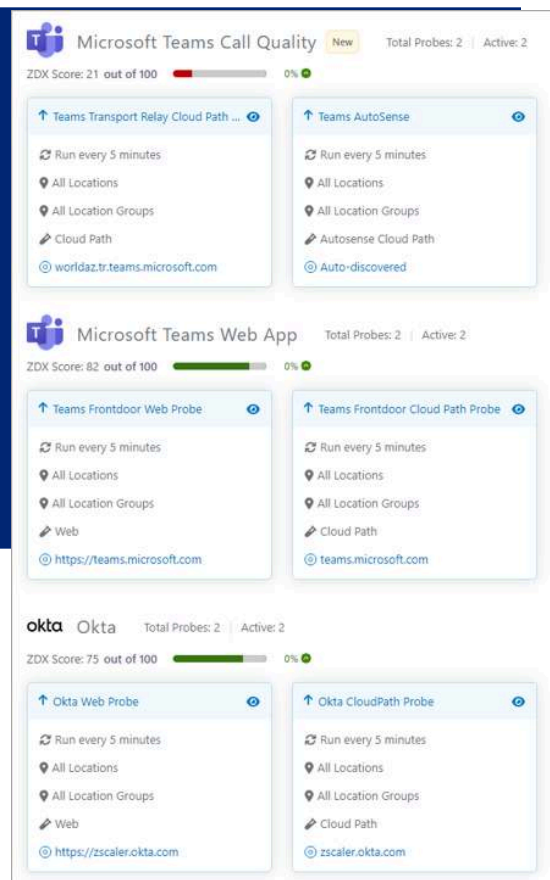 Microsoft Teams Call Quality New Total Probes: 2 Active: 2
ZDX Score: 21 out of 100 0%
Teams Transport Relay Cloud Path ...
Run every 5 minutes
All Locations
All Location Groups
Cloud Path
worldaz.tr.teams.microsoft.com
Teams AutoSense
Run every 5 minutes
All Locations
All Location Groups
Autosense Cloud Path
Auto-discovered
Microsoft Teams Web App Total Probes: 2 Active: 2
ZDX Score: 82 out of 100 0%
Teams Frontdoor Web Probe
Run every 5 minutes
All Locations
All Location Groups
Web
https://teams.microsoft.com
Teams Frontdoor Cloud Path Probe
Run every 5 minutes
All Locations
All Location Groups
Cloud Path
teams.microsoft.com
okta Okta Total Probes: 2 Active: 2
ZDX Score: 75 out of 100 0%
Okta Web Probe
Run every 5 minutes
All Locations
All Location Groups
Web
https://zscaler.okta.com
Okta CloudPath Probe
Run every 5 minutes
All Locations
All Location Groups
Cloud Path
zscaler.okta.com